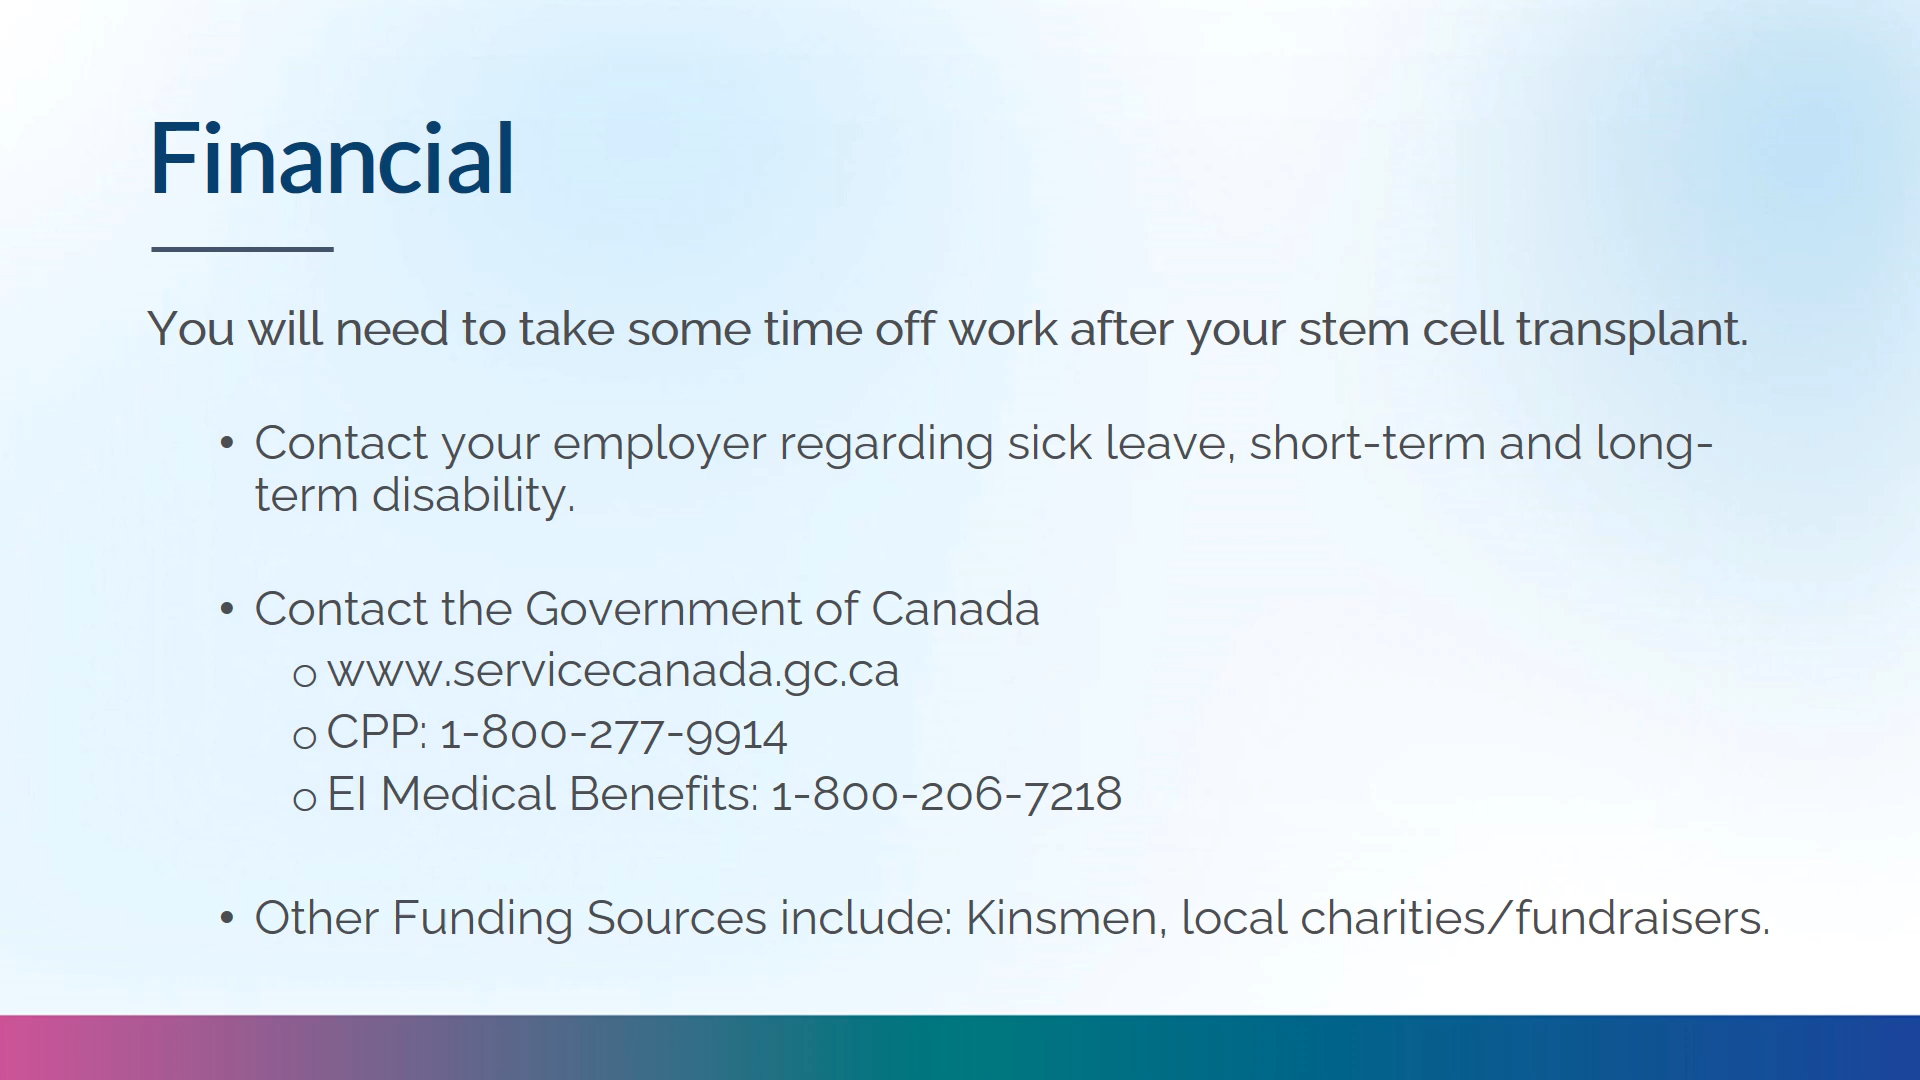 Financial
You will need to take some time off work after your stem cell transplant.
• Contact your employer regarding sick leave, short-term and long-
term disability.
• Contact the Government of Canada
o www.servicecanada.gc.ca
o CPP: 1-800-277-9914
o EI Medical Benefits: 1-800-206-7218
• Other Funding Sources include: Kinsmen, local charities/fundraisers.